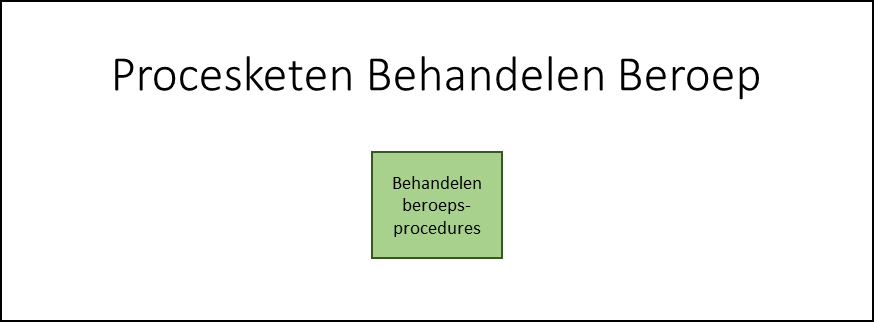 Procesketen Behandelen Beroep
Behandelen
beroeps-
procedures